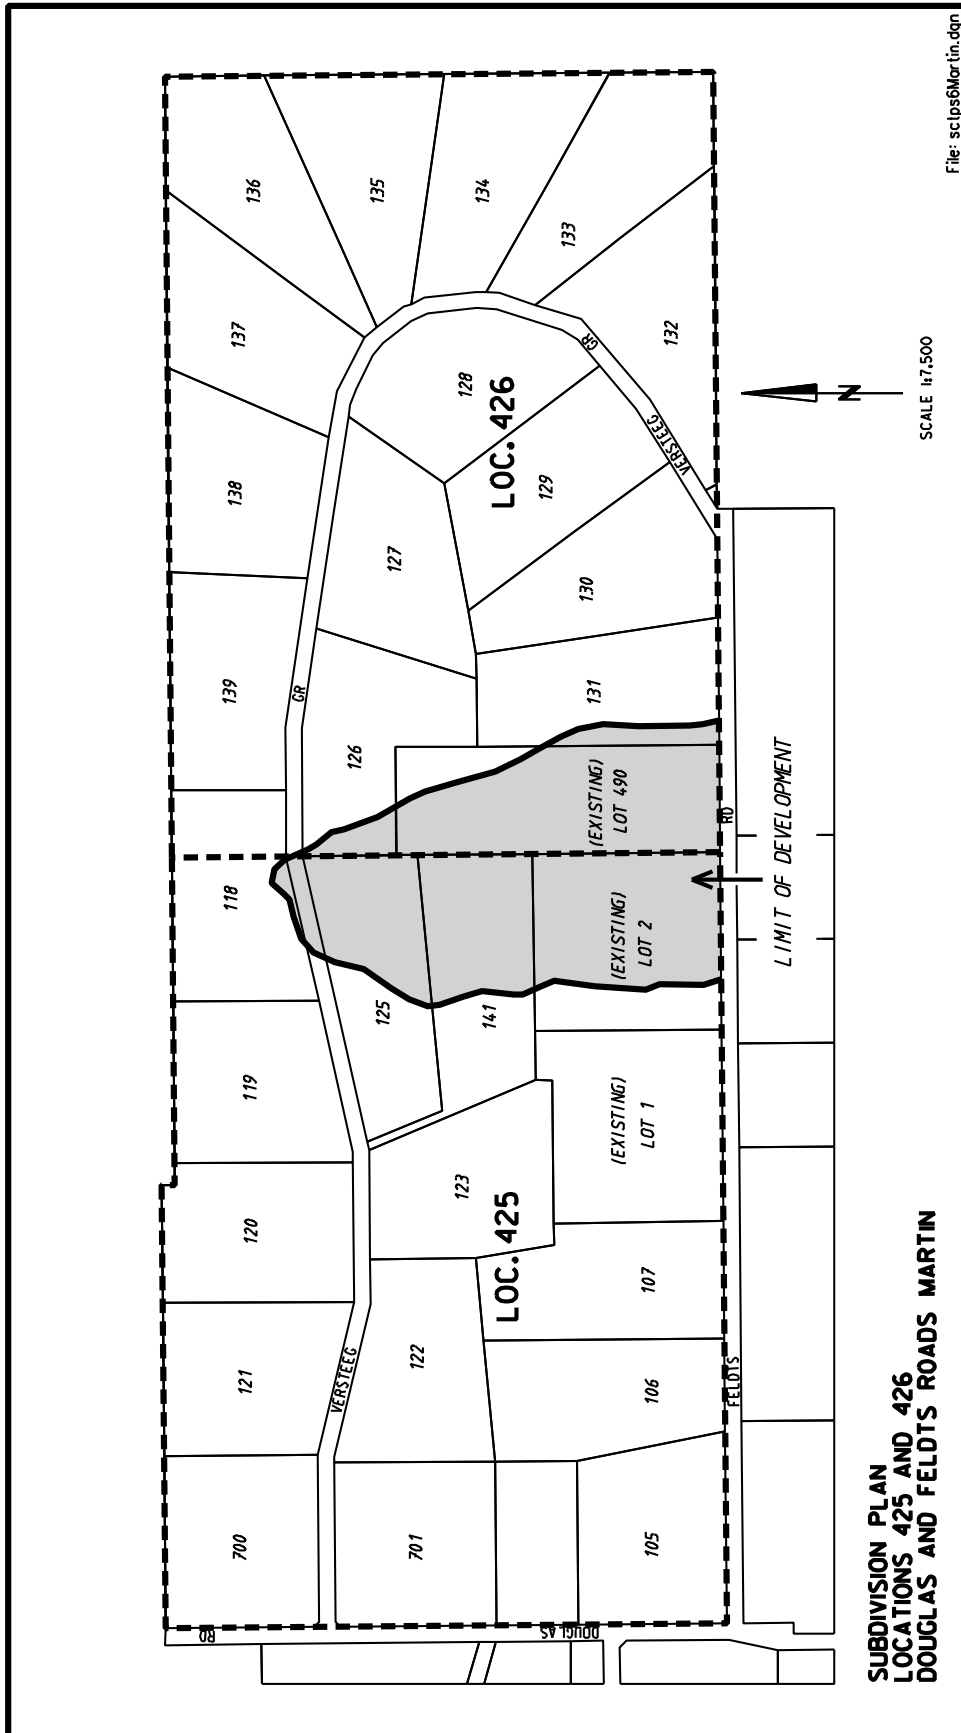 File: sclps6Martin.dgn
136
135
134
133
132
137
128
GR
VERSTEEG
LOC. 426
129
138
127
130
139
GR
126
131
(EXISTING)
LOT 490
RD
118
(EXISTING)
LOT 2
LIMIT OF DEVELOPMENT
125
141
119
(EXISTING)
LOT 1
123
120
LOC. 425
107
121
VERSTEEG
122
106
FELDTS
700
701
105
RD
DOUGLAS
N
SCALE 1:7,500
SUBDIVISION PLAN
LOCATIONS 425 AND 426
DOUGLAS AND FELDTS ROADS MARTIN